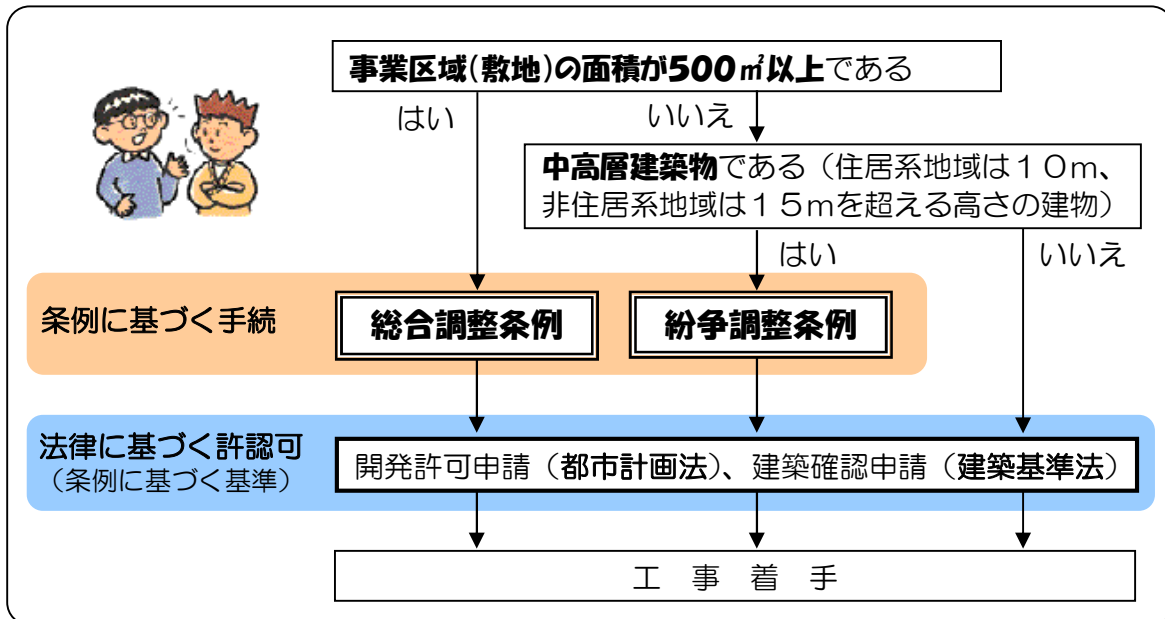 事業区域(敷地)の面積が500㎡以上である
はい
いいえ
中高層建築物である（住居系地域は１０ｍ、
非住居系地域は１５ｍを超える高さの建物）
はい
いいえ
条例に基づく手続
総合調整条例
紛争調整条例
法律に基づく許認可
（条例に基づく基準）
開発許可申請（都市計画法）、建築確認申請（建築基準法）
工 事 着 手